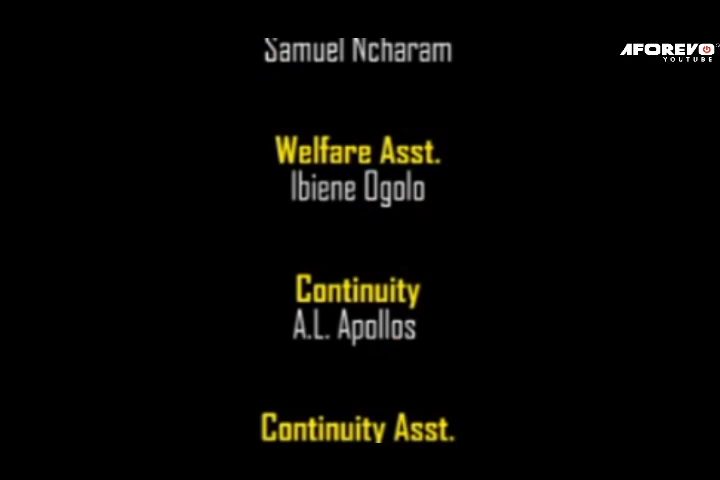 Samuel Ncharam
AFOREVO
YOUTUBE
Welfare Asst.
Ibiene Ogolo
Continuity
A.L. Apollos
Continuity Asst.